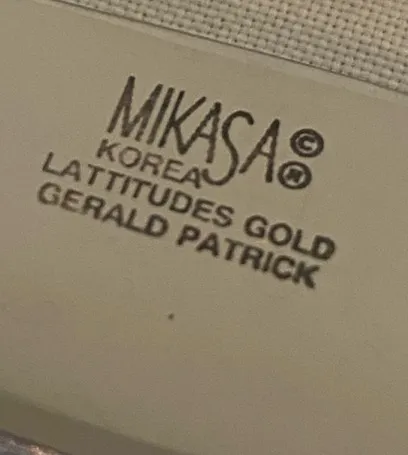 MIKASA ©®
KOREA
LATTITUDES GOLD
GERALD PATRICK